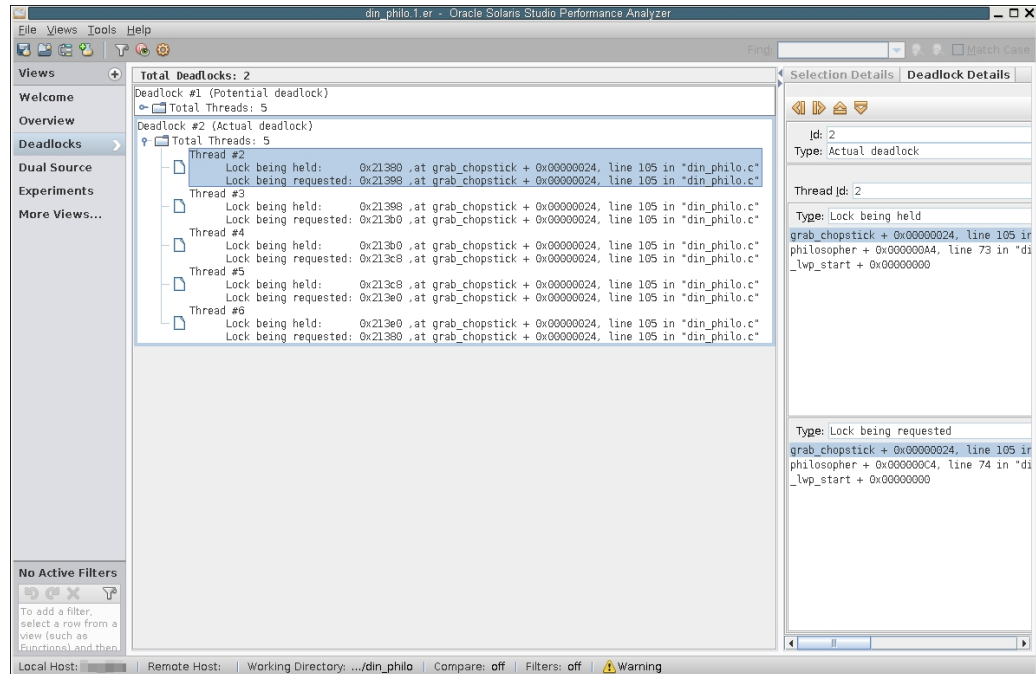 din_philo.1.er - Oracle Solaris Studio Performance Analyzer
File Views Tools Help
Find:
Match Case
Views
Welcome
Overview
Deadlocks
Dual Source
Experiments
More Views...
Total Deadlocks: 2
Deadlock #1 (Potential deadlock)
Total Threads: 5
Deadlock #2 (Actual deadlock)
Total Threads: 5
Thread #2
Lock being held: 0x21380 ,at grab_chopstick + 0x00000024, line 105 in "din_philo.c"
Lock being requested: 0x21398 ,at grab_chopstick + 0x00000024, line 105 in "din_philo.c"
Thread #3
Lock being held: 0x21398 ,at grab_chopstick + 0x00000024, line 105 in "din_philo.c"
Lock being requested: 0x213b0 ,at grab_chopstick + 0x00000024, line 105 in "din_philo.c"
Thread #4
Lock being held: 0x213b0 ,at grab_chopstick + 0x00000024, line 105 in "din_philo.c"
Lock being requested: 0x213c8 ,at grab_chopstick + 0x00000024, line 105 in "din_philo.c"
Thread #5
Lock being held: 0x213c8 ,at grab_chopstick + 0x00000024, line 105 in "din_philo.c"
Lock being requested: 0x213e0 ,at grab_chopstick + 0x00000024, line 105 in "din_philo.c"
Thread #6
Lock being held: 0x213e0 ,at grab_chopstick + 0x00000024, line 105 in "din_philo.c"
Lock being requested: 0x21380 ,at grab_chopstick + 0x00000024, line 105 in "din_philo.c"
Selection Details Deadlock Details
Id: 2
Type: Actual deadlock
Thread Id: 2
Type: Lock being held
grab_chopstick + 0x00000024, line 105 in
philosopher + 0x000000A4, line 73 in "di
_lwp_start + 0x00000000
Type: Lock being requested
grab_chopstick + 0x00000024, line 105 in
philosopher + 0x000000C4, line 74 in "di
_lwp_start + 0x00000000
No Active Filters
To add a filter,
select a row from a
view (such as
Functions) and then
Local Host: Remote Host: Working Directory: .../din_philo Compare: off Filters: off Warning